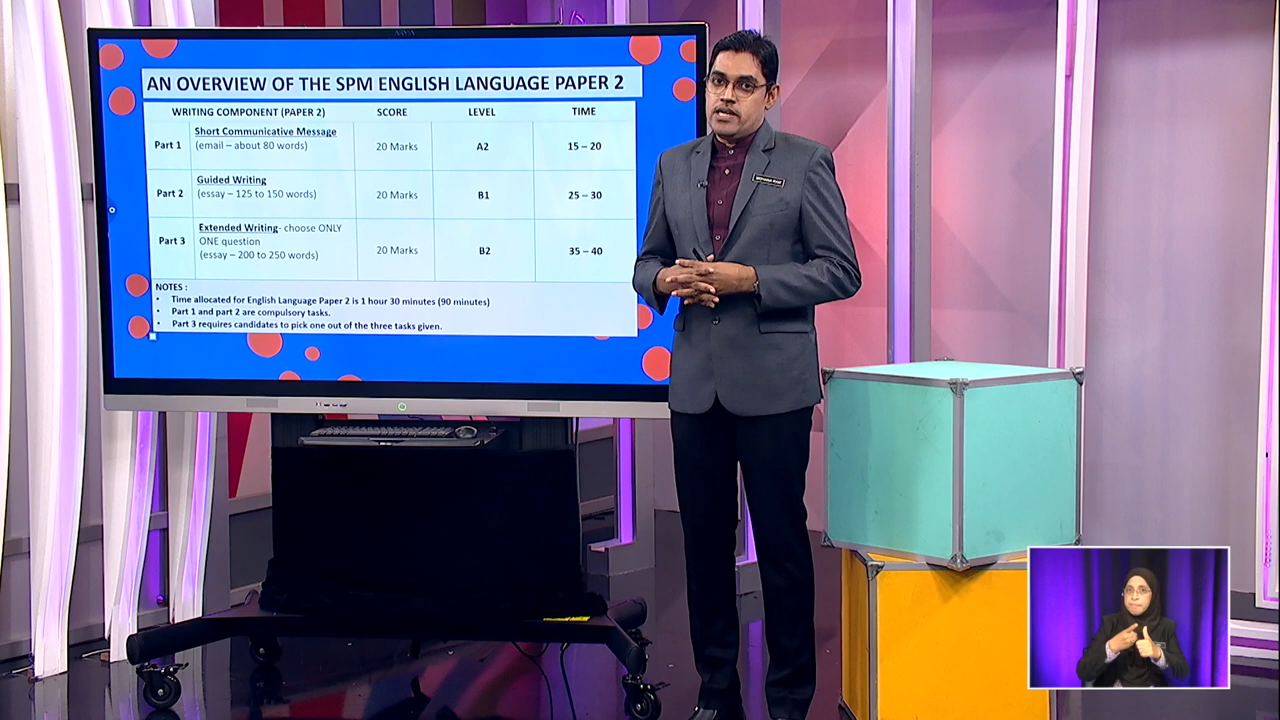 AN OVERVIEW OF THE SPM ENGLISH LANGUAGE PAPER 2
WRITING COMPONENT (PAPER 2) SCORE LEVEL TIME
Part 1 Short Communicative Message (email – about 80 words) 20 Marks A2 15 – 20
Part 2 Guided Writing (essay – 125 to 150 words) 20 Marks B1 25 – 30
Part 3 Extended Writing- choose ONLY ONE question (essay – 200 to 250 words) 20 Marks B2 35 – 40
NOTES :
• Time allocated for English Language Paper 2 is 1 hour 30 minutes (90 minutes)
• Part 1 and part 2 are compulsory tasks.
• Part 3 requires candidates to pick one out of the three tasks given.